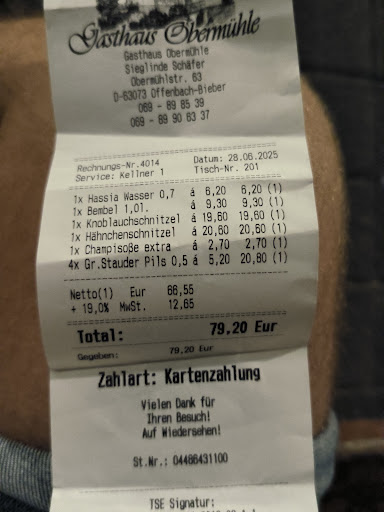 Gasthaus Obermühle
Gasthaus Obermühle
Sieglinde Schäfer
Obermühlstr. 63
D-63073 Offenbach-Bieber
069 - 89 85 39
069 - 89 90 63 37
Rechnungs-Nr.4014 Datum: 28.06.2025
Service: Kellner 1 Tisch-Nr. 201
1x Hassia Wasser 0,7 á 6,20 6,20 (1)
1x Bembel 1,0l. á 9,30 9,30 (1)
1x Knoblauchschnitzel á 19,60 19,60 (1)
1x Hähnchenschnitzel á 20,60 20,60 (1)
1x Champisoße extra á 2,70 2,70 (1)
4x Gr.Stauder Pils 0,5 á 5,20 20,80 (1)
Netto(1) Eur 66,55
+ 19,0% MwSt. 12,65
Total: 79,20 Eur
Gegeben: 79,20 Eur
Zahlart: Kartenzahlung
Vielen Dank für
Ihren Besuch!
Auf Wiedersehen!
St.Nr.: 04486431100
TSE Signatur: